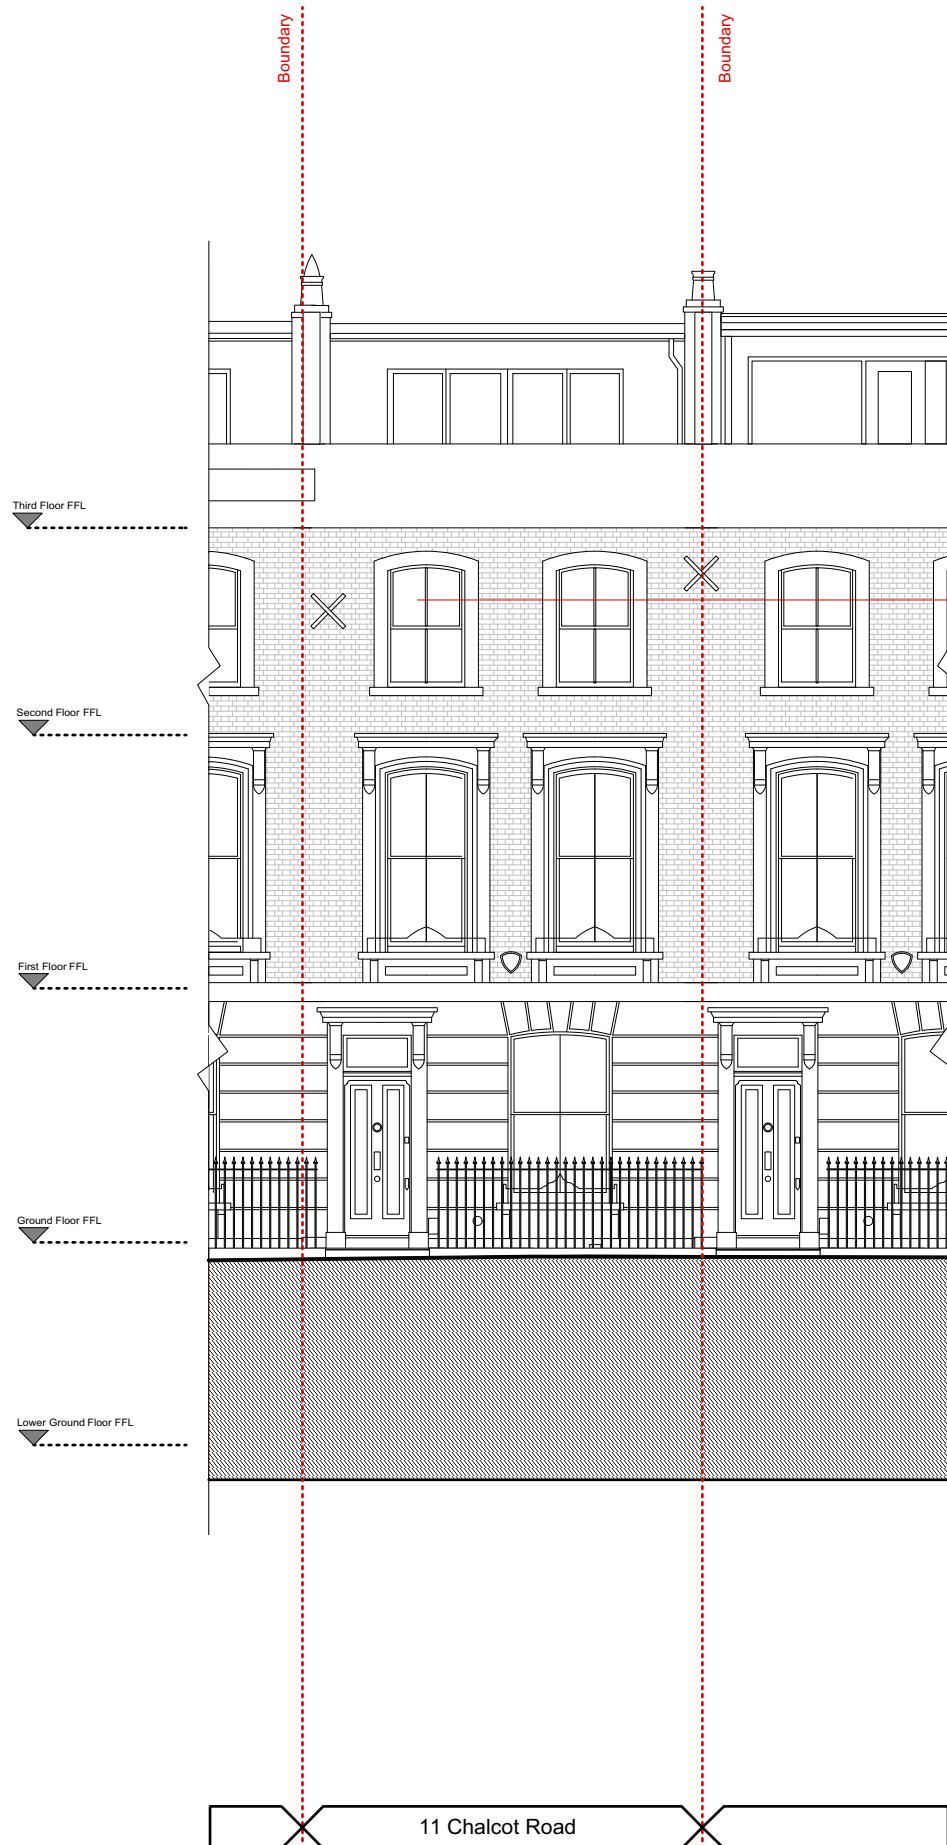 Boundary
Boundary
Third Floor FFL
Second Floor FFL
First Floor FFL
Ground Floor FFL
Lower Ground Floor FFL
11 Chalcot Road